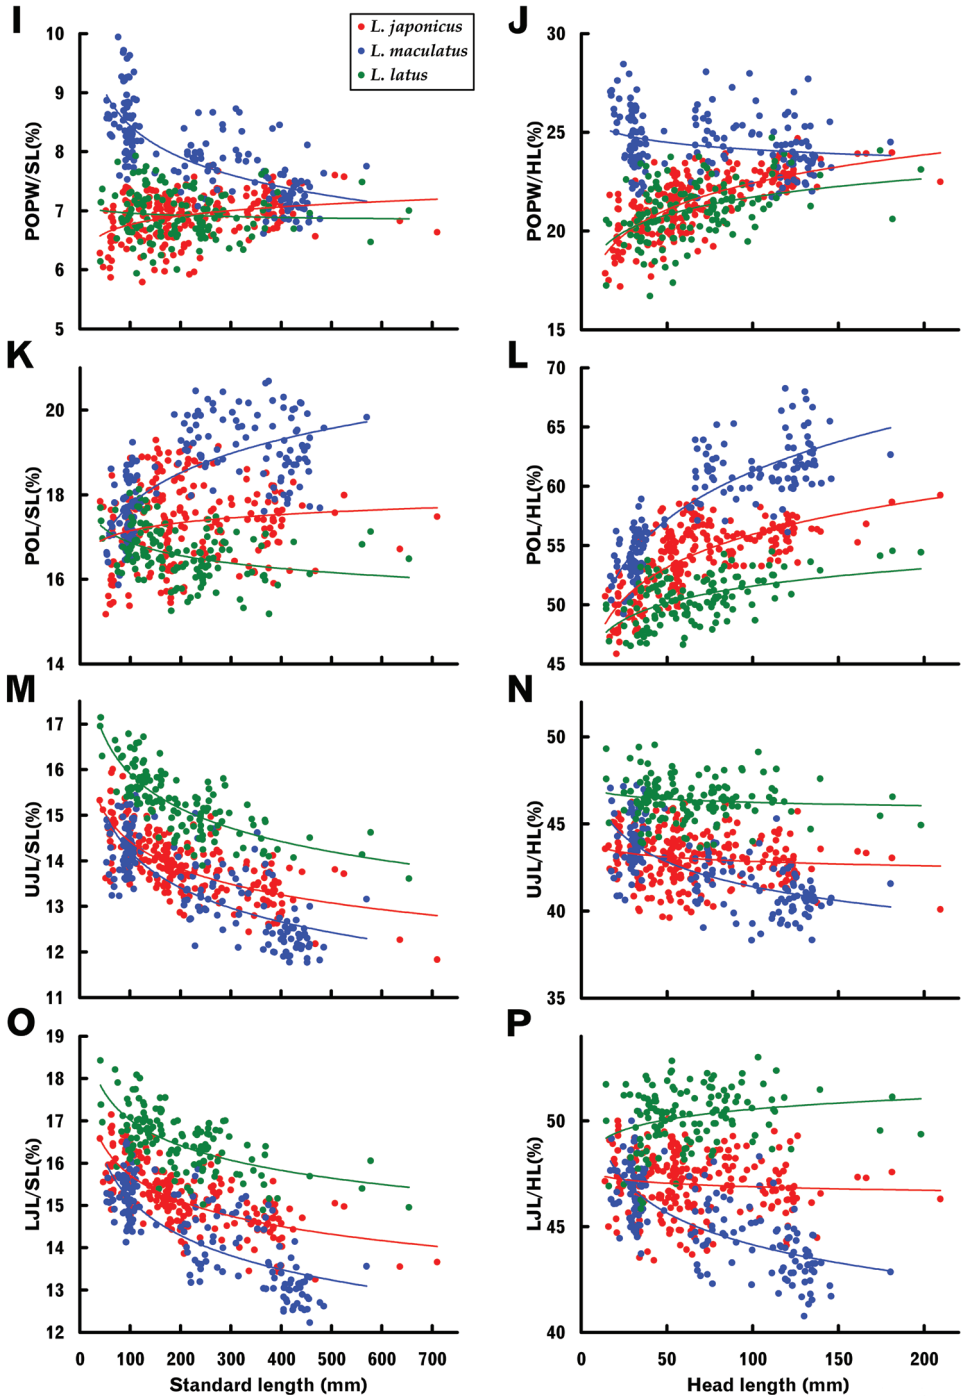 I
10
9
8
7
6
5
POPW/SL(%)
L. japonicus
L. maculatus
L. latus
J
30
25
20
15
POPW/HL(%)
K
20
18
16
14
POL/SL(%)
L
70
65
60
55
50
45
POL/HL(%)
M
17
16
15
14
13
12
11
UJL/SL(%)
N
50
45
40
35
UJL/HL(%)
O
19
18
17
16
15
14
13
12
LJL/SL(%)
0 100 200 300 400 500 600 700
Standard length (mm)
P
50
45
40
LJL/HL(%)
0 50 100 150 200
Head length (mm)